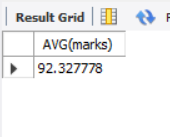 Result Grid
AVG(marks)
92.327778